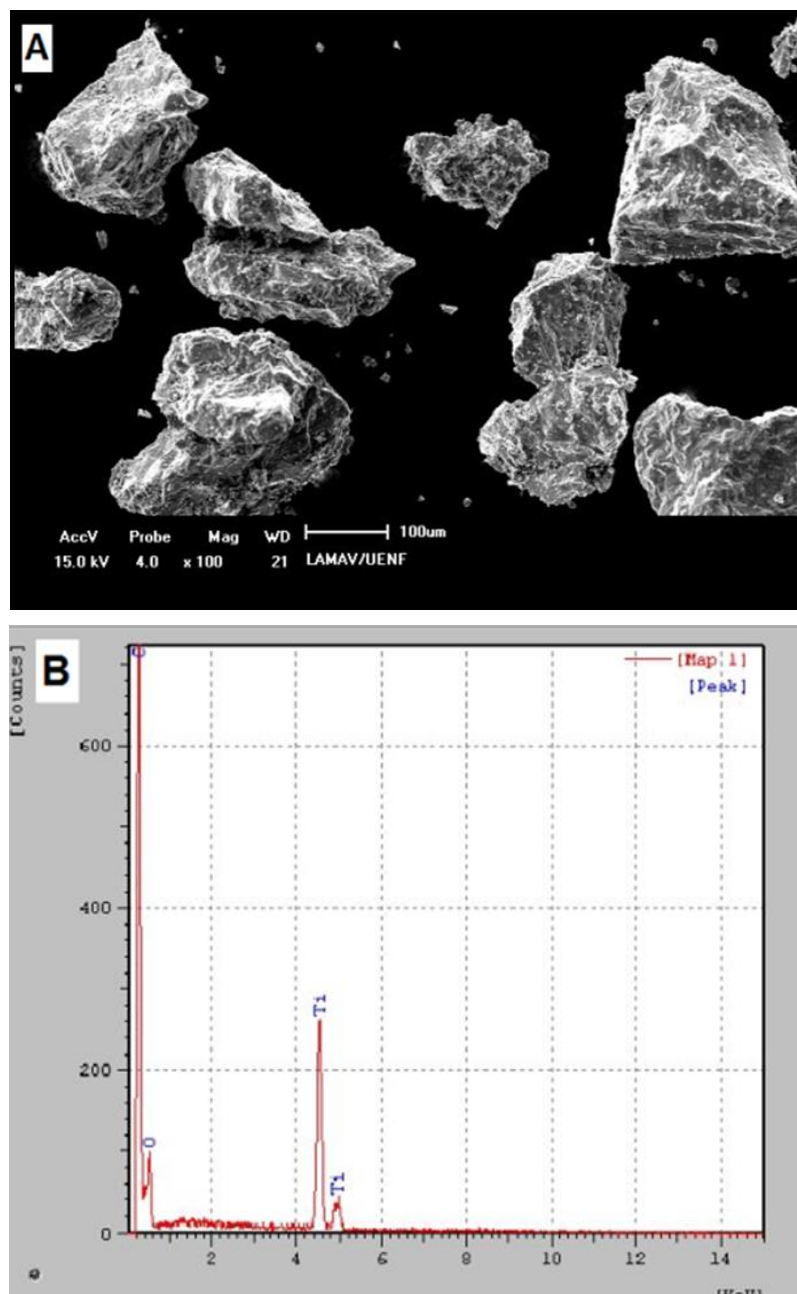 A
AccV Probe Mag WD 100um
15.0 kV 4.0 x 100 21 LAMAV/UENF
B
[Counts]
C
[Map 1]
[Peak]
600
400
Ti
200
O
Ti
0
2 4 6 8 10 12 14